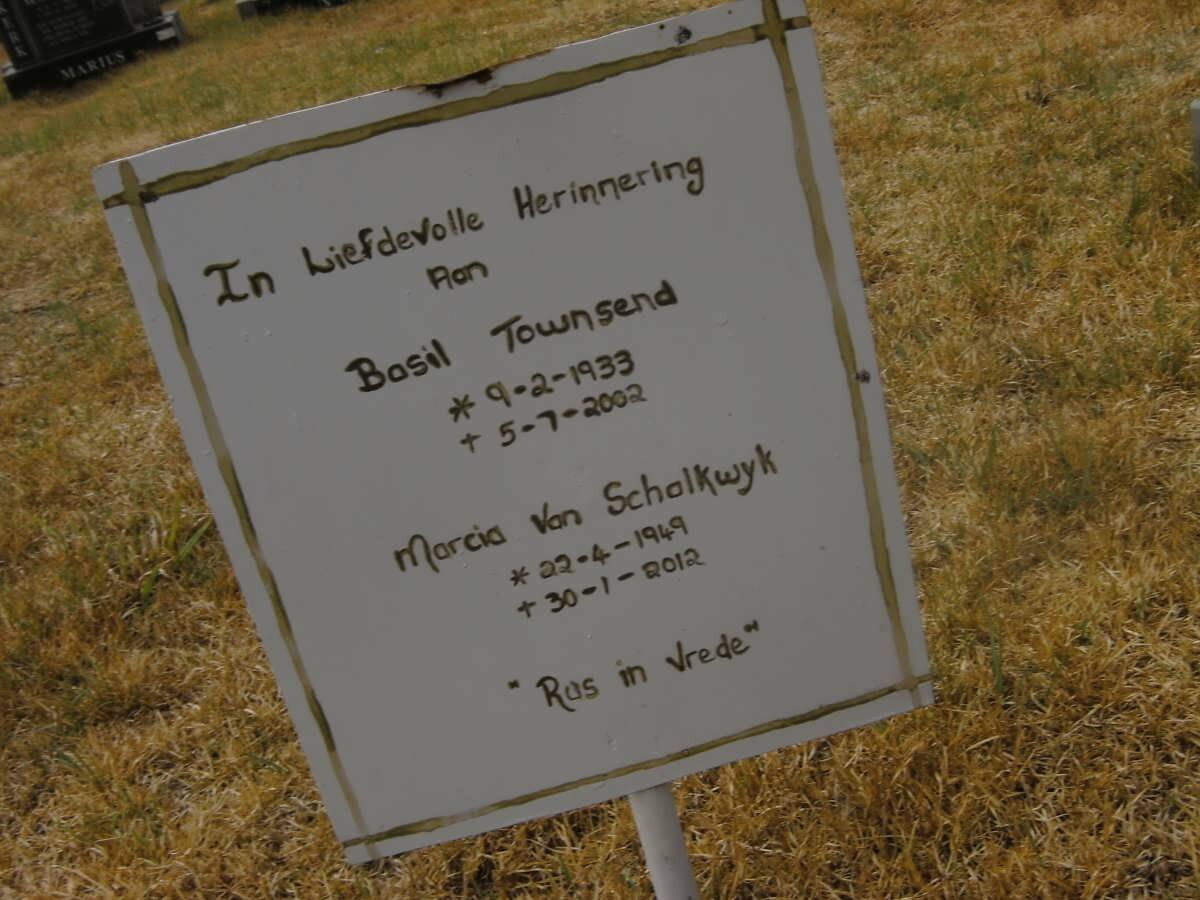 MARIUS
In Liefdevolle Herinnering
Aan
Basil Townsend
* 9-2-1933
+ 5-7-2002
Marcia Van Schalkwyk
* 22-4-1949
+ 30-1-2012
"Rus in Vrede"